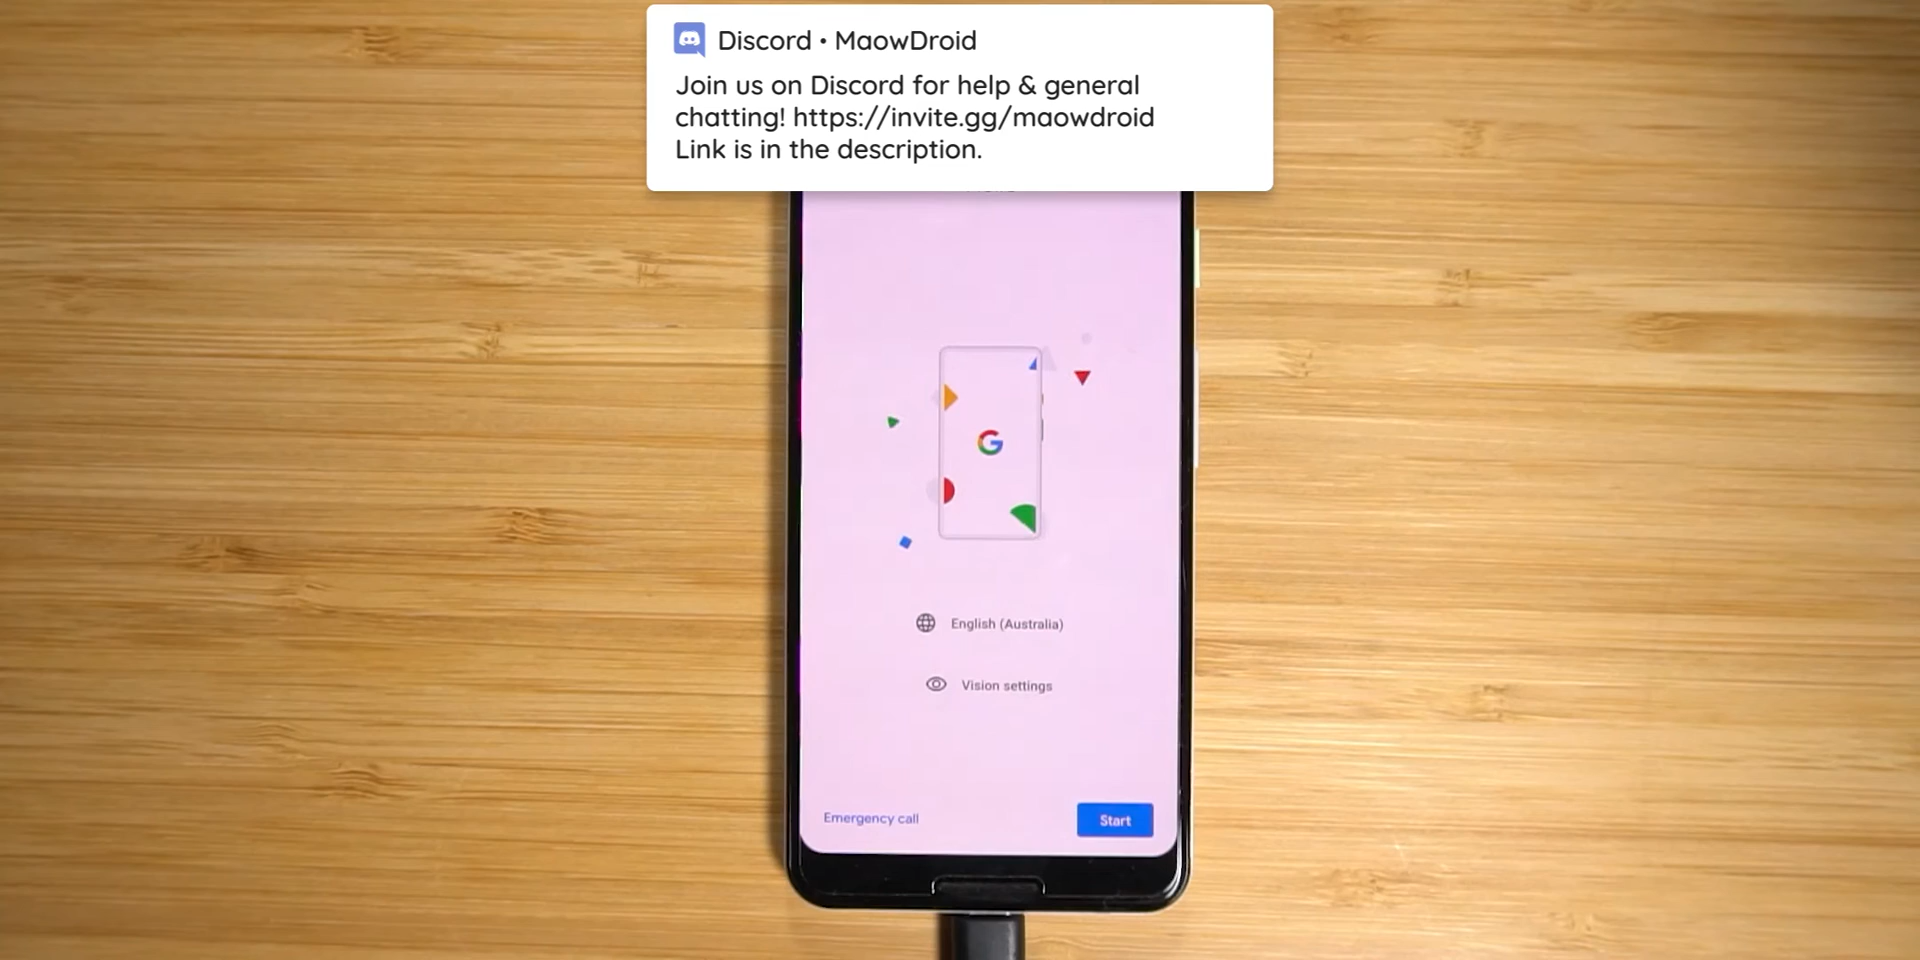 Discord • MaowDroid
Join us on Discord for help & general
chatting! https://invite.gg/maowdroid
Link is in the description.
G
English (Australia)
Vision settings
Emergency call
Start